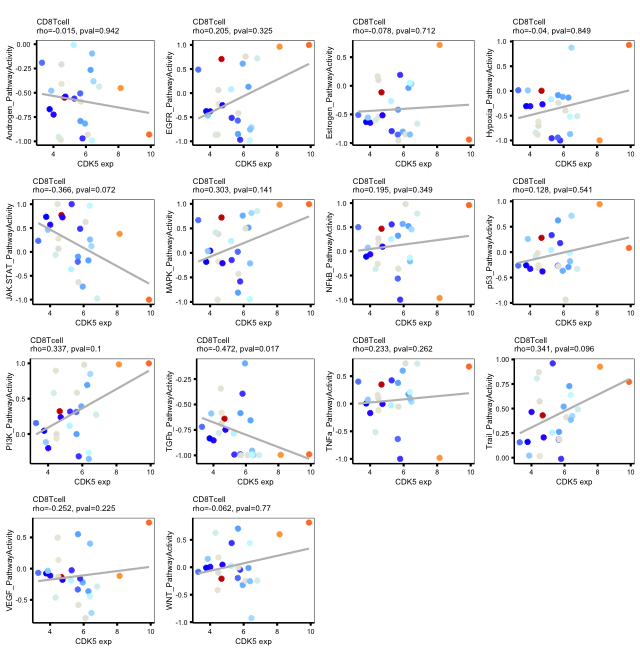 CD8Tcell
rho=-0.015, pval=0.942
Androgen_PathwayActivity
0.00
-0.25
-0.50
-0.75
-1.00
4 6 8 10
CDK5 exp
CD8Tcell
rho=0.205, pval=0.325
EGFR_PathwayActivity
1.0
0.5
0.0
-0.5
-1.0
4 6 8 10
CDK5 exp
CD8Tcell
rho=-0.078, pval=0.712
Estrogen_PathwayActivity
0.5
0.0
-0.5
-1.0
4 6 8 10
CDK5 exp
CD8Tcell
rho=-0.04, pval=0.849
Hypoxia_PathwayActivity
1.0
0.5
0.0
-0.5
-1.0
4 6 8 10
CDK5 exp
CD8Tcell
rho=-0.366, pval=0.072
JAK-STAT_PathwayActivity
1.0
0.5
0.0
-0.5
-1.0
4 6 8 10
CDK5 exp
CD8Tcell
rho=0.303, pval=0.141
MAPK_PathwayActivity
1.0
0.5
0.0
-0.5
-1.0
4 6 8 10
CDK5 exp
CD8Tcell
rho=0.195, pval=0.349
NFkB_PathwayActivity
1.0
0.5
0.0
-0.5
-1.0
4 6 8 10
CDK5 exp
CD8Tcell
rho=0.128, pval=0.541
p53_PathwayActivity
1.0
0.5
0.0
-0.5
-1.0
4 6 8 10
CDK5 exp
CD8Tcell
rho=0.337, pval=0.1
PI3K_PathwayActivity
1.0
0.5
0.0
4 6 8 10
CDK5 exp
CD8Tcell
rho=-0.472, pval=0.017
TGFb_PathwayActivity
-0.25
-0.50
-0.75
-1.00
4 6 8 10
CDK5 exp
CD8Tcell
rho=0.233, pval=0.262
TNFa_PathwayActivity
0.5
0.0
-0.5
-1.0
4 6 8 10
CDK5 exp
CD8Tcell
rho=0.341, pval=0.096
Trail_PathwayActivity
1.00
0.75
0.50
0.25
0.00
4 6 8 10
CDK5 exp
CD8Tcell
rho=-0.252, pval=0.225
VEGF_PathwayActivity
0.5
0.0
-0.5
4 6 8 10
CDK5 exp
CD8Tcell
rho=-0.062, pval=0.77
WNT_PathwayActivity
0.5
0.0
-0.5
-1.0
4 6 8 10
CDK5 exp